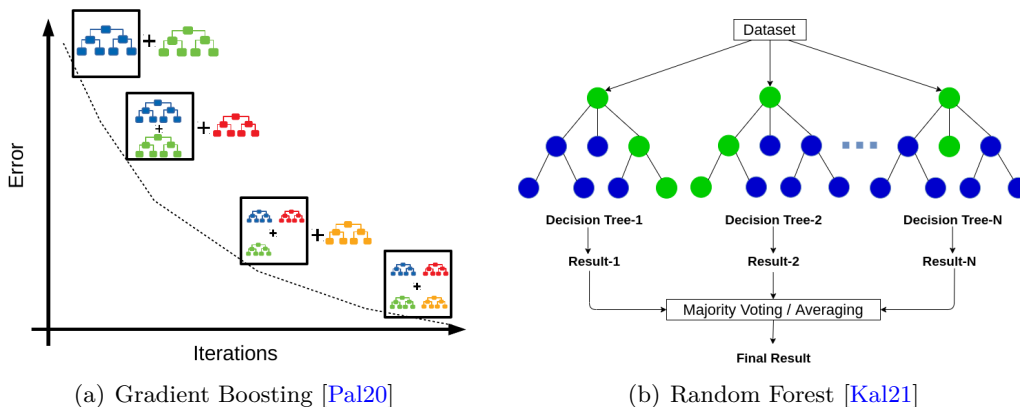 Error
Iterations
(a) Gradient Boosting [Pal20]
Dataset
Decision Tree-1
Decision Tree-2
Decision Tree-N
Result-1
Result-2
Result-N
Majority Voting / Averaging
Final Result
(b) Random Forest [Kal21]